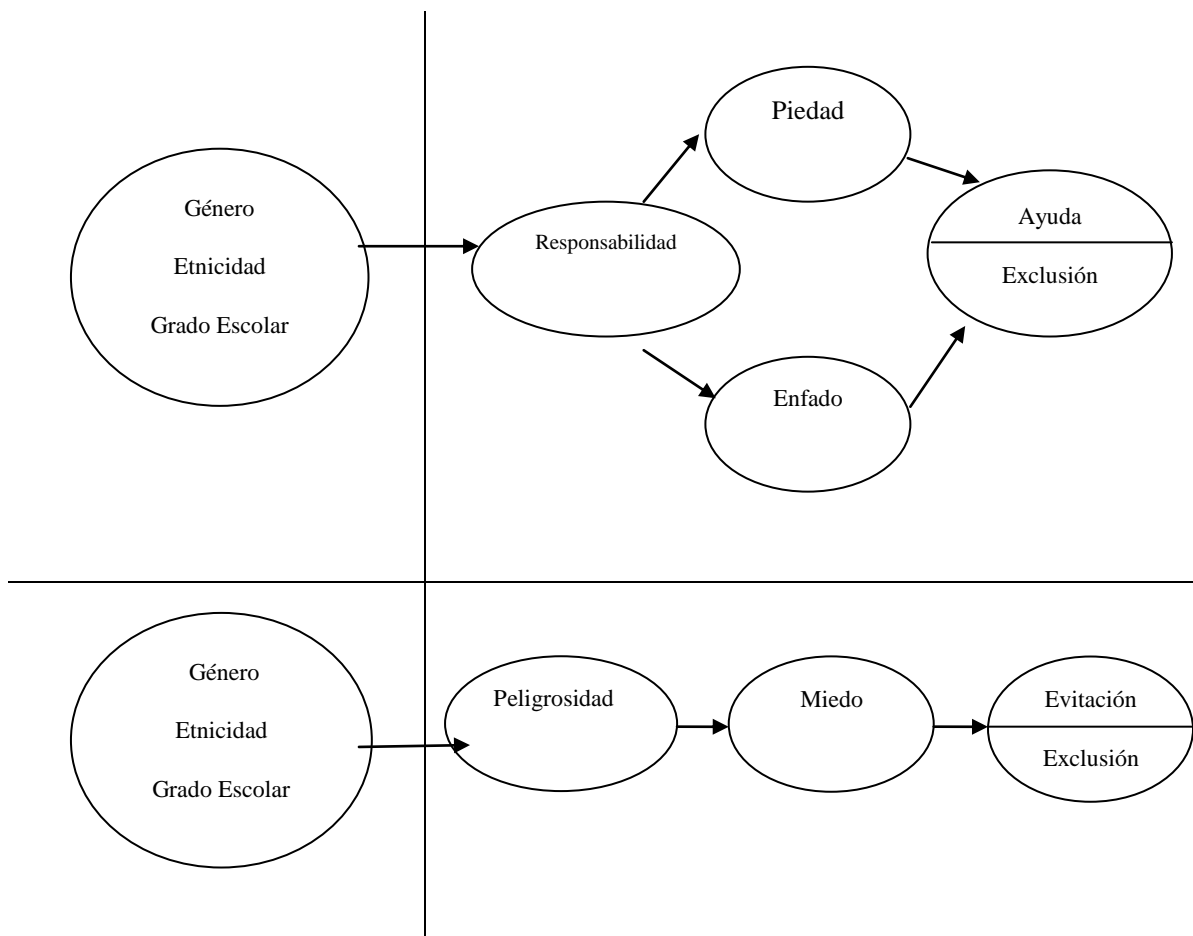 Piedad
Género
Etnicidad
Grado Escolar
Responsabilidad
Ayuda
Exclusión
Enfado
Género
Etnicidad
Grado Escolar
Peligrosidad
Miedo
Evitación
Exclusión